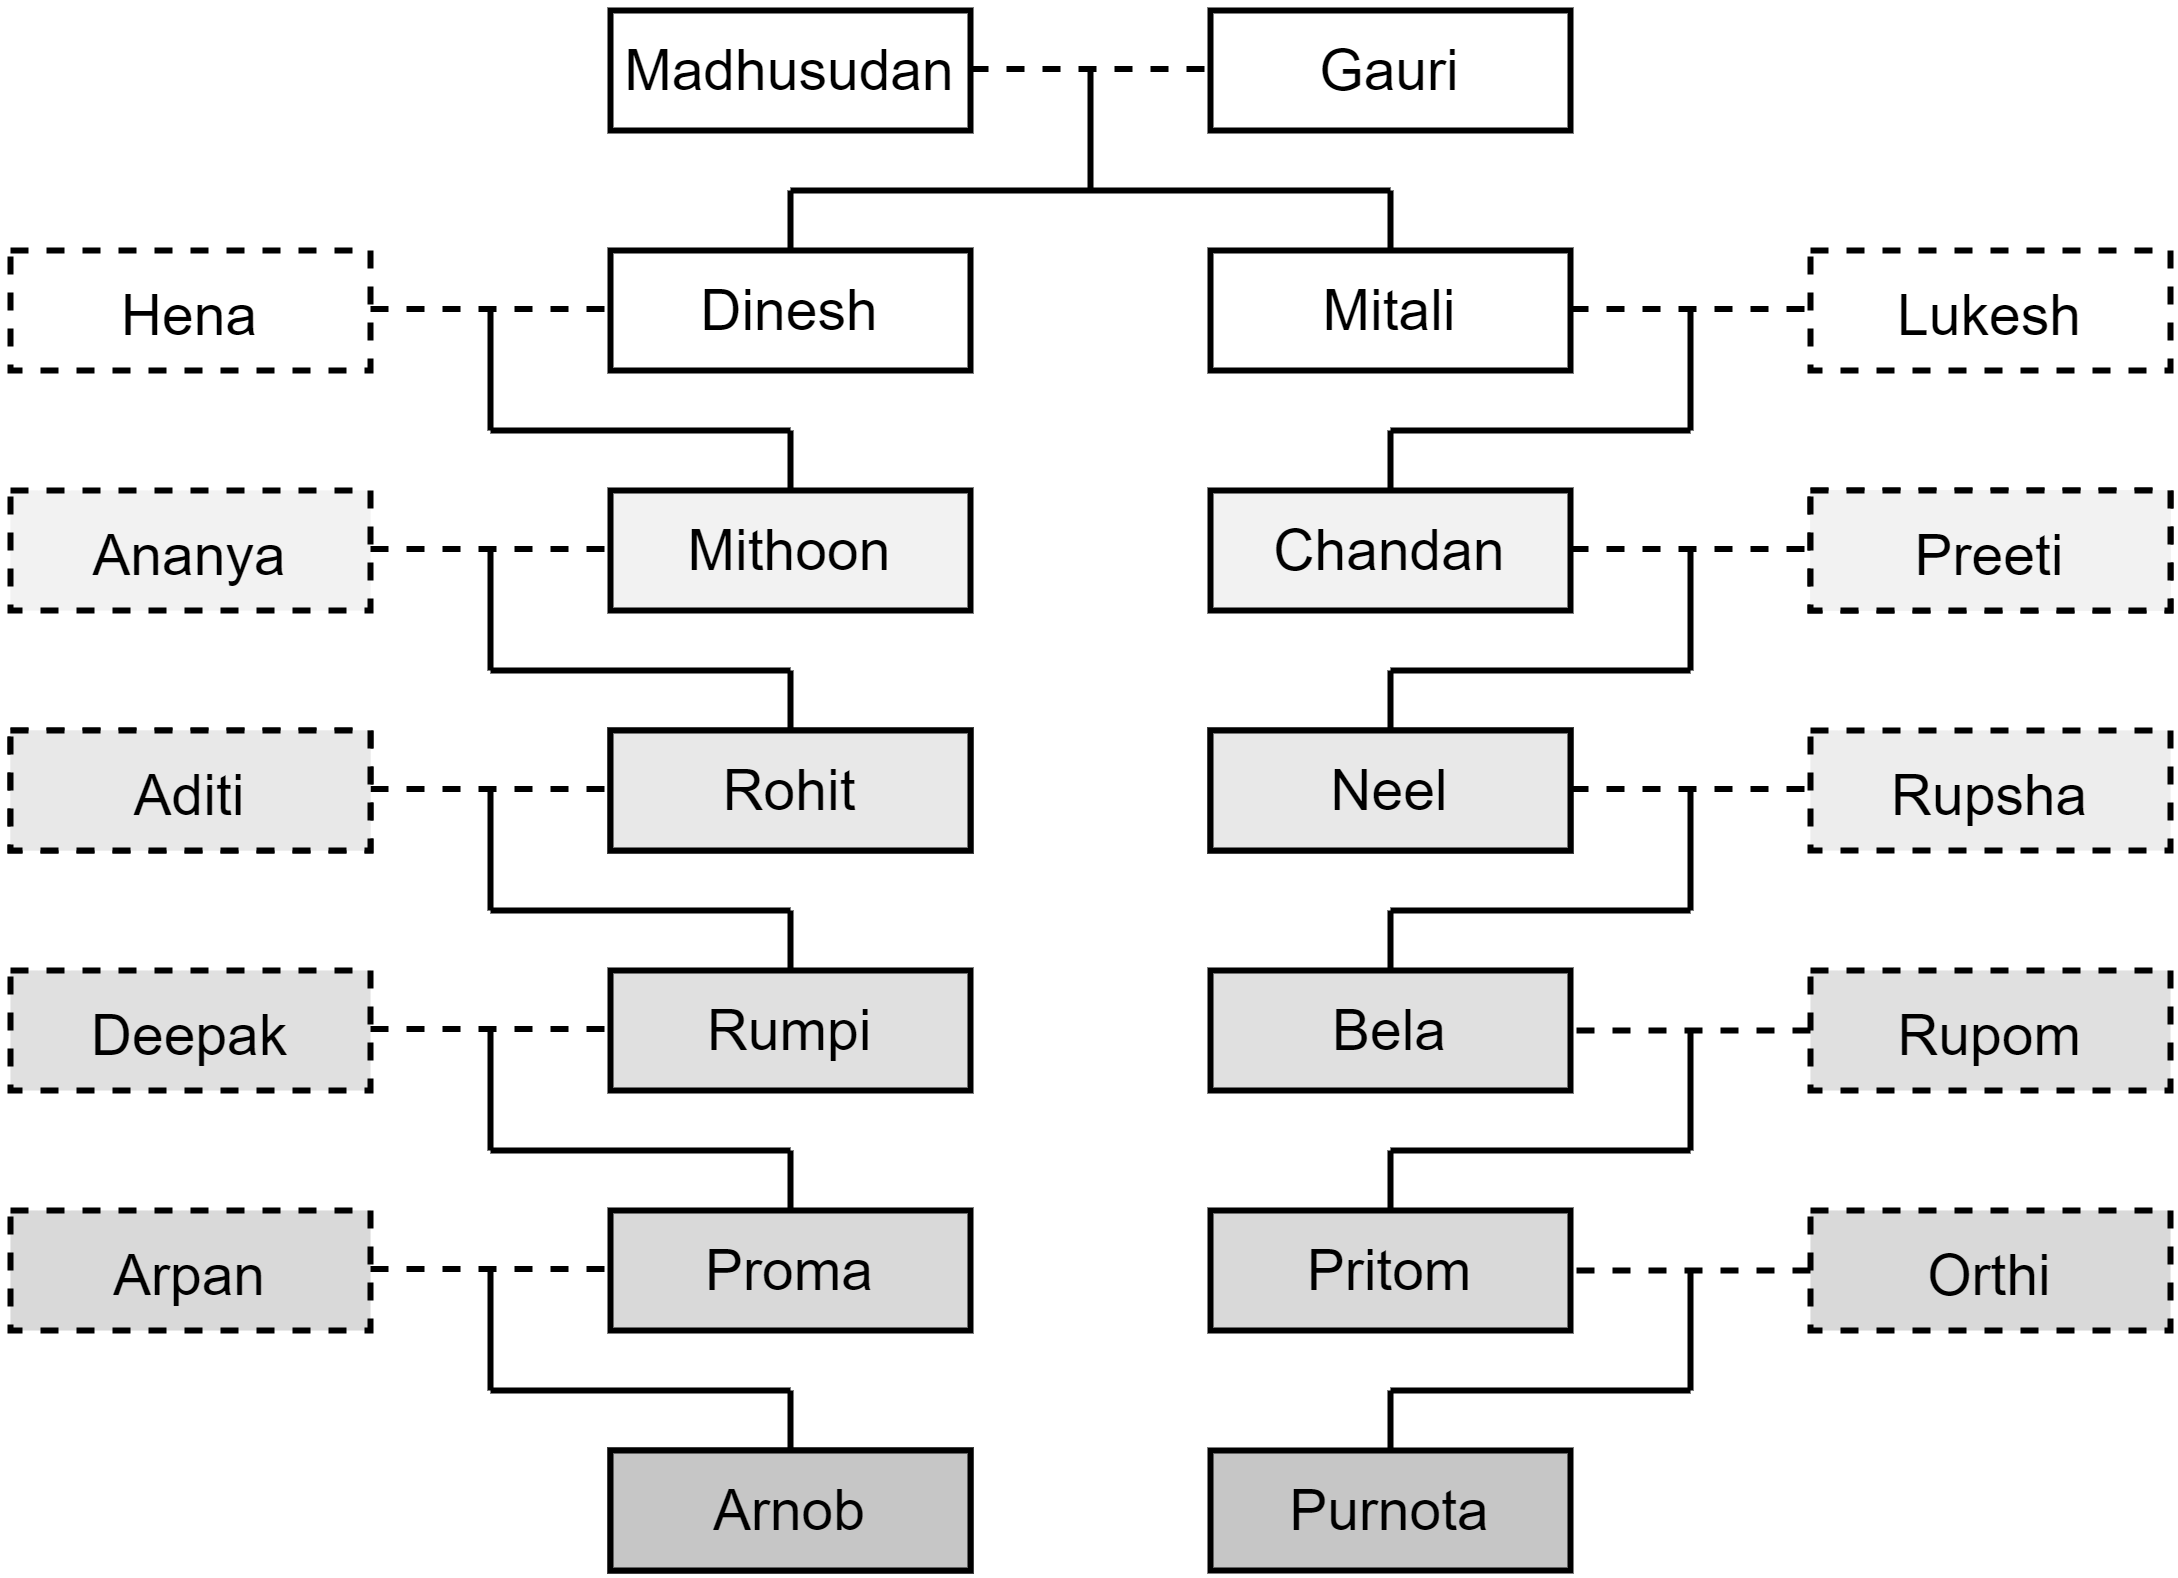 Madhusudan
Gauri
Hena
Dinesh
Mitali
Lukesh
Ananya
Mithoon
Chandan
Preeti
Aditi
Rohit
Neel
Rupsha
Deepak
Rumpi
Bela
Rupom
Arpan
Proma
Pritom
Orthi
Arnob
Purnota